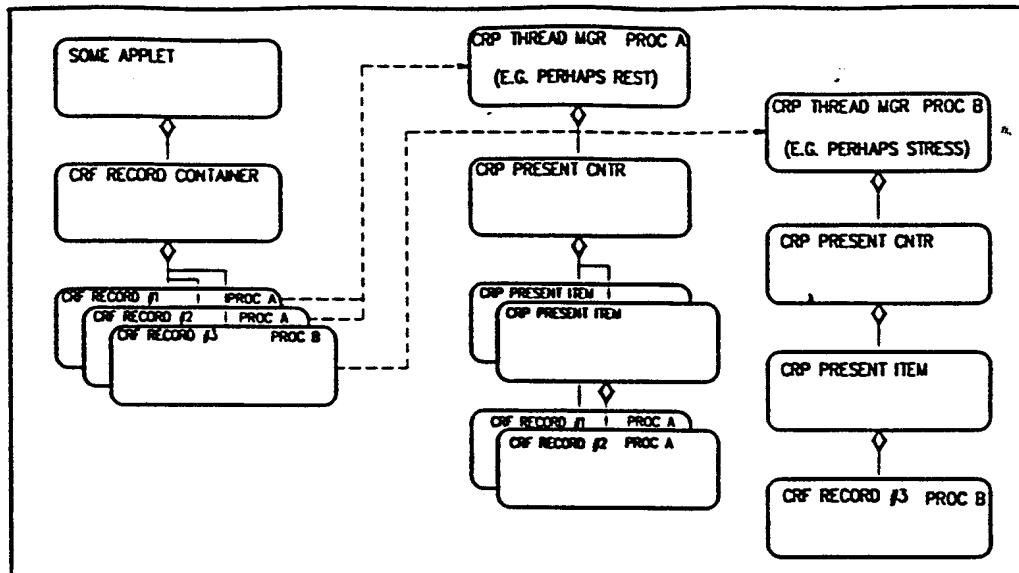 SOME APPLET
CRF RECORD CONTAINER
CRF RECORD #1 PROC A
CRF RECORD #2 PROC A
CRF RECORD #3 PROC B
CRP THREAD MGR PROC A
(E.G. PERHAPS REST)
CRP PRESENT CNTR
CRP PRESENT ITEM
CRP PRESENT ITEM
CRF RECORD #1 PROC A
CRF RECORD #2 PROC A
CRP THREAD MGR PROC B
(E.G. PERHAPS STRESS)
CRP PRESENT CNTR
CRP PRESENT ITEM
CRF RECORD #3 PROC B